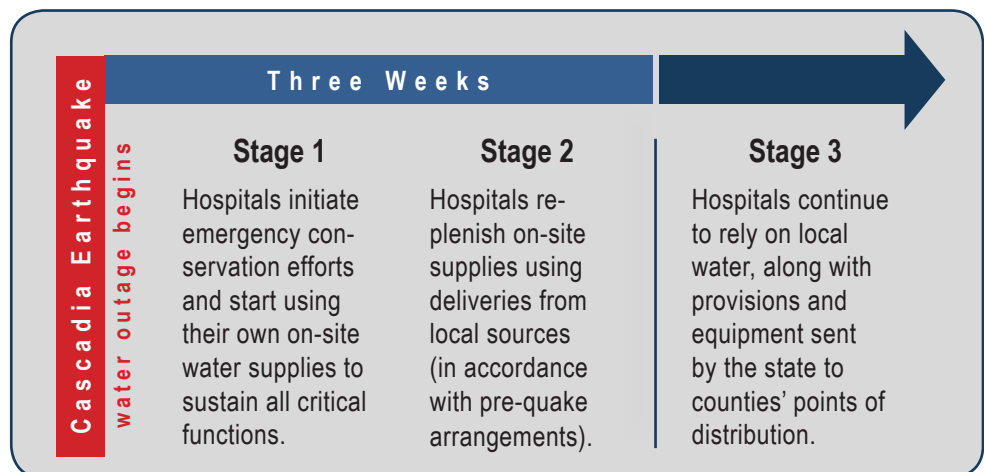 Cascadia Earthquake
water outage begins
Three Weeks
Stage 1
Hospitals initiate
emergency con-
servation efforts
and start using
their own on-site
water supplies to
sustain all critical
functions.
Stage 2
Hospitals re-
plenish on-site
supplies using
deliveries from
local sources
(in accordance
with pre-quake
arrangements).
Stage 3
Hospitals continue
to rely on local
water, along with
provisions and
equipment sent
by the state to
counties’ points of
distribution.